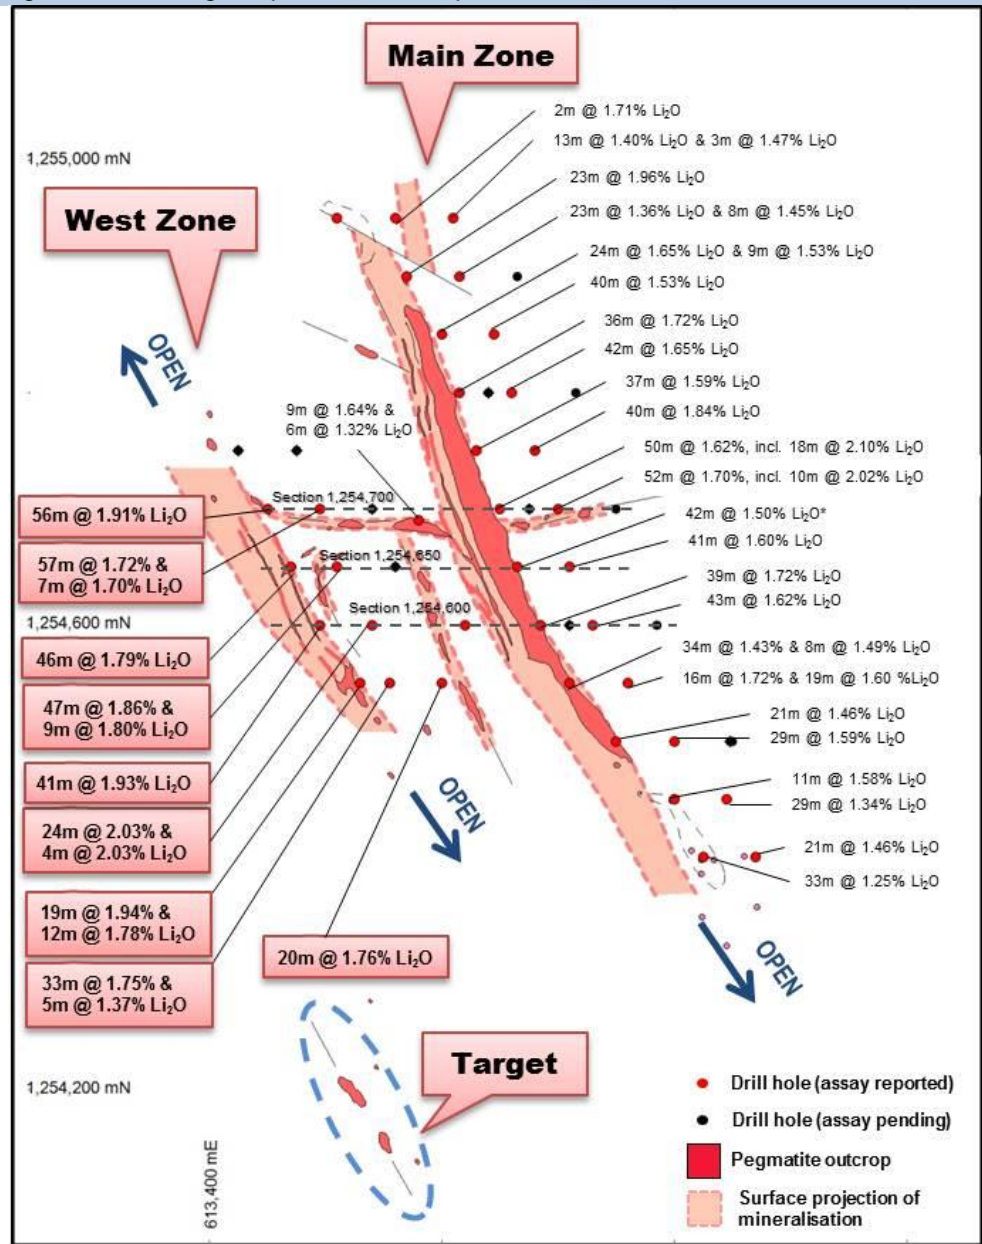 Main Zone
2m @ 1.71% Li₂O
13m @ 1.40% Li₂O & 3m @ 1.47% Li₂O
1,255,000 mN
23m @ 1.96% Li₂O
West Zone
23m @ 1.36% Li₂O & 8m @ 1.45% Li₂O
24m @ 1.65% Li₂O & 9m @ 1.53% Li₂O
40m @ 1.53% Li₂O
36m @ 1.72% Li₂O
OPEN
42m @ 1.65% Li₂O
37m @ 1.59% Li₂O
9m @ 1.64% &
6m @ 1.32% Li₂O
40m @ 1.84% Li₂O
50m @ 1.62%, incl. 18m @ 2.10% Li₂O
52m @ 1.70%, incl. 10m @ 2.02% Li₂O
Section 1,254,700
56m @ 1.91% Li₂O
42m @ 1.50% Li₂O*
41m @ 1.60% Li₂O
Section 1,254,650
57m @ 1.72% &
7m @ 1.70% Li₂O
39m @ 1.72% Li₂O
43m @ 1.62% Li₂O
Section 1,254,600
1,254,600 mN
34m @ 1.43% & 8m @ 1.49% Li₂O
46m @ 1.79% Li₂O
16m @ 1.72% & 19m @ 1.60 %Li₂O
47m @ 1.86% &
9m @ 1.80% Li₂O
21m @ 1.46% Li₂O
29m @ 1.59% Li₂O
41m @ 1.93% Li₂O
OPEN
11m @ 1.58% Li₂O
29m @ 1.34% Li₂O
24m @ 2.03% &
4m @ 2.03% Li₂O
21m @ 1.46% Li₂O
33m @ 1.25% Li₂O
19m @ 1.94% &
12m @ 1.78% Li₂O
20m @ 1.76% Li₂O
OPEN
33m @ 1.75% &
5m @ 1.37% Li₂O
Target
1,254,200 mN
Drill hole (assay reported)
Drill hole (assay pending)
Pegmatite outcrop
Surface projection of
mineralisation
613,400 mE